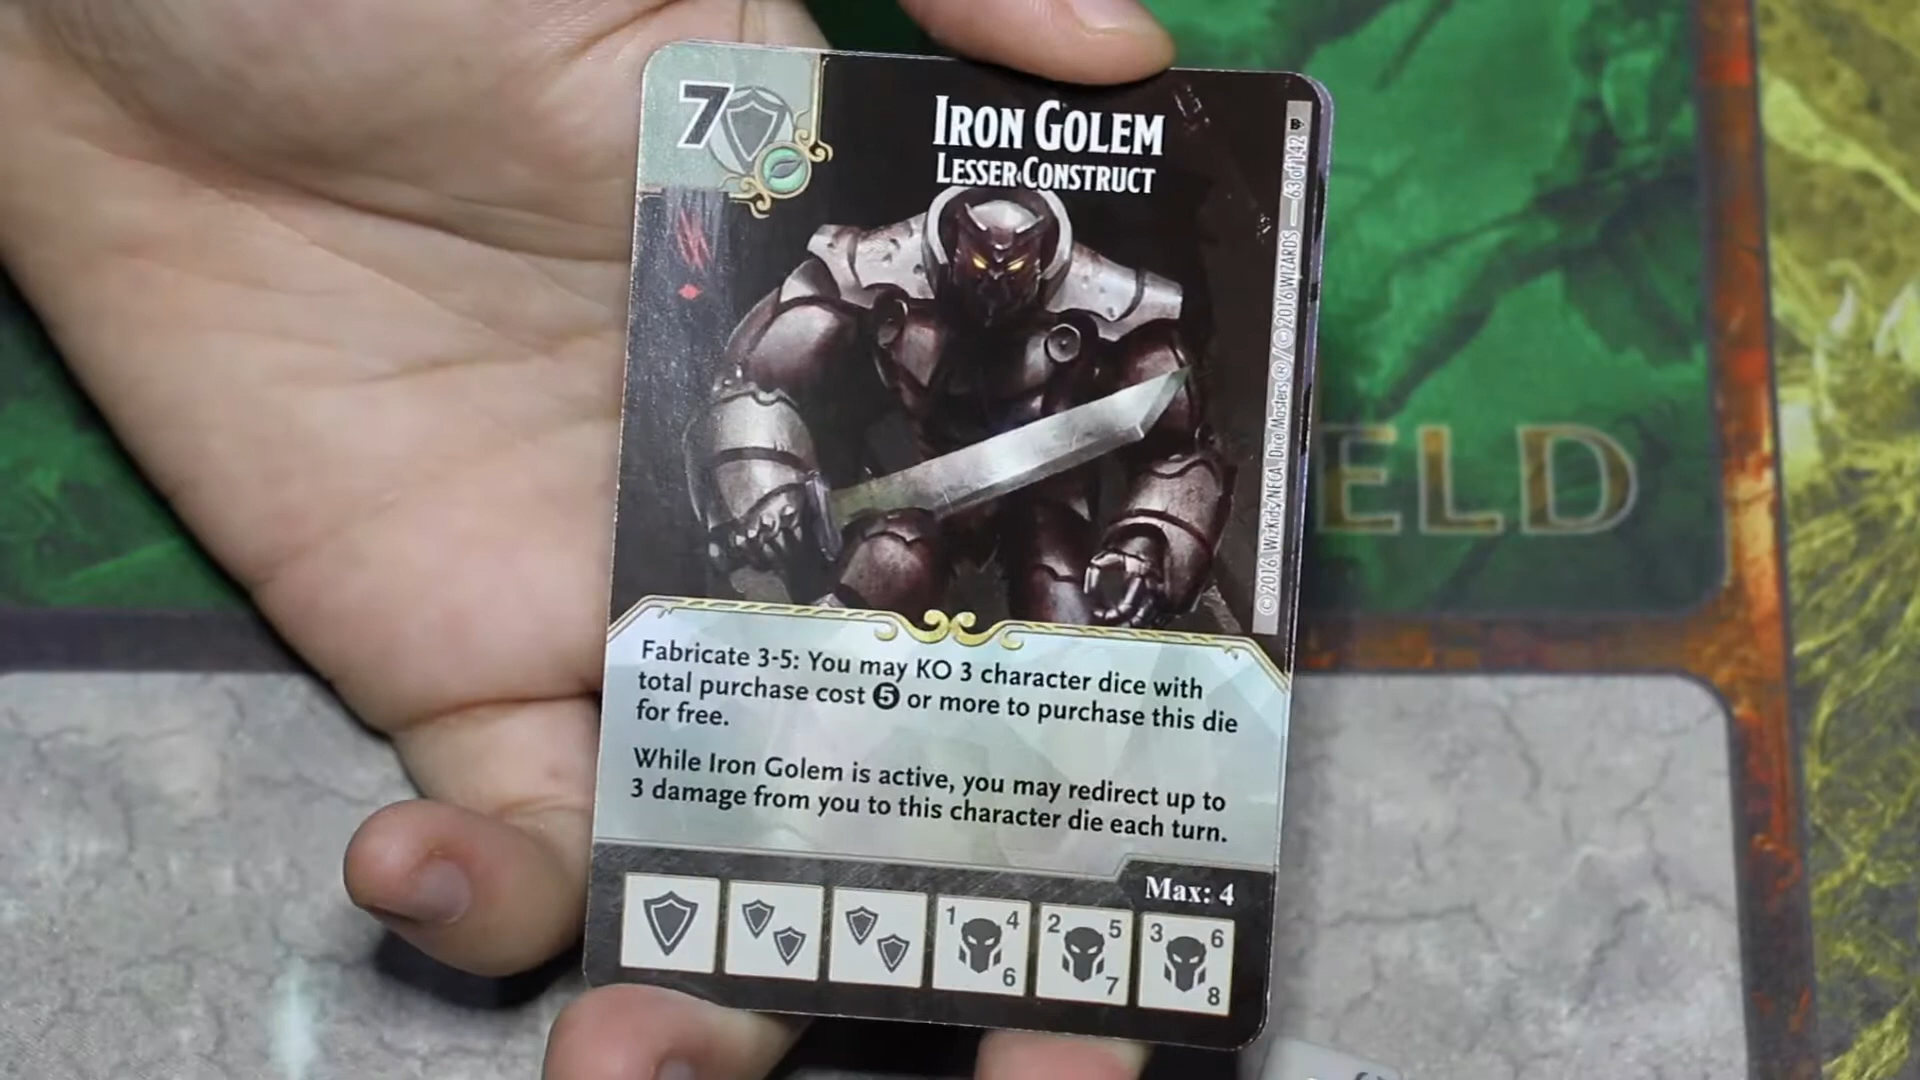 7
IRON GOLEM
LESSER CONSTRUCT
Fabricate 3-5: You may KO 3 character dice with
total purchase cost 5 or more to purchase this die
for free.
While Iron Golem is active, you may redirect up to
3 damage from you to this character die each turn.
Max: 4
1 4 6
2 5 7
3 6 8
©2016 WizKids/NECA. Dice Masters®/©2016 WIZARDS — 63 of 142
ELD